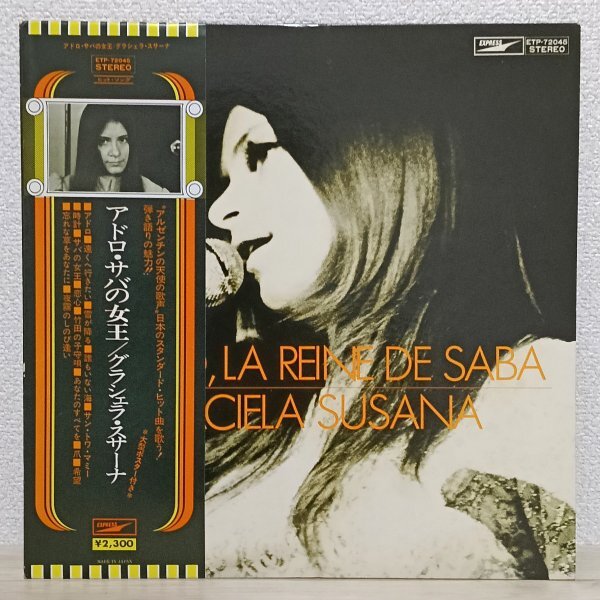 アドロ・サバの女王 グラシェラ・スサーナ
ETP-72045
STEREO
ヒット・ソング
アドロ・サバの女王/グラシェラ・スサーナ
"アルゼンチンの天使の歌声"日本のスタンダード・ヒット曲を歌う!!
弾き語りの魅力!!
※大型ポスター付き※
■アドロ■遠くへ行きたい■雪が降る■誰もいない海■サン・トワ・マミー
■時計■サバの女王■恋心■竹田の子守唄■あなたのすべてを■爪■希望
■忘れな草をあなたに■夜霧のしのび逢い
EXPRESS
¥2,300
MADE IN JAPAN
EXPRESS
ETP-72045
STEREO
, LA REINE DE SABA
CIELA SUSANA